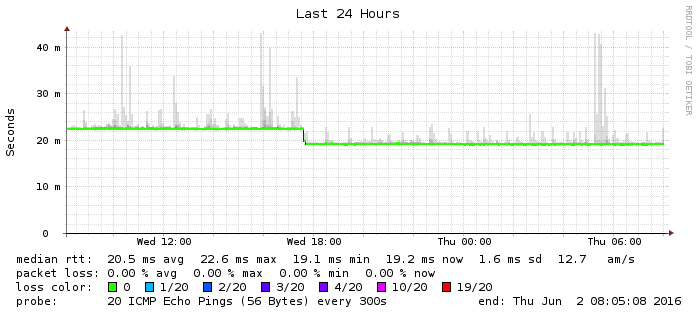 Last 24 Hours
RRDTOOL / TOBI OETIKER
Seconds
40 m
30 m
20 m
10 m
0
Wed 12:00 Wed 18:00 Thu 00:00 Thu 06:00
median rtt: 20.5 ms avg 22.6 ms max 19.1 ms min 19.2 ms now 1.6 ms sd 12.7 am/s
packet loss: 0.00 % avg 0.00 % max 0.00 % min 0.00 % now
loss color: 0 1/20 2/20 3/20 4/20 10/20 19/20
probe: 20 ICMP Echo Pings (56 Bytes) every 300s end: Thu Jun 2 08:05:08 2016